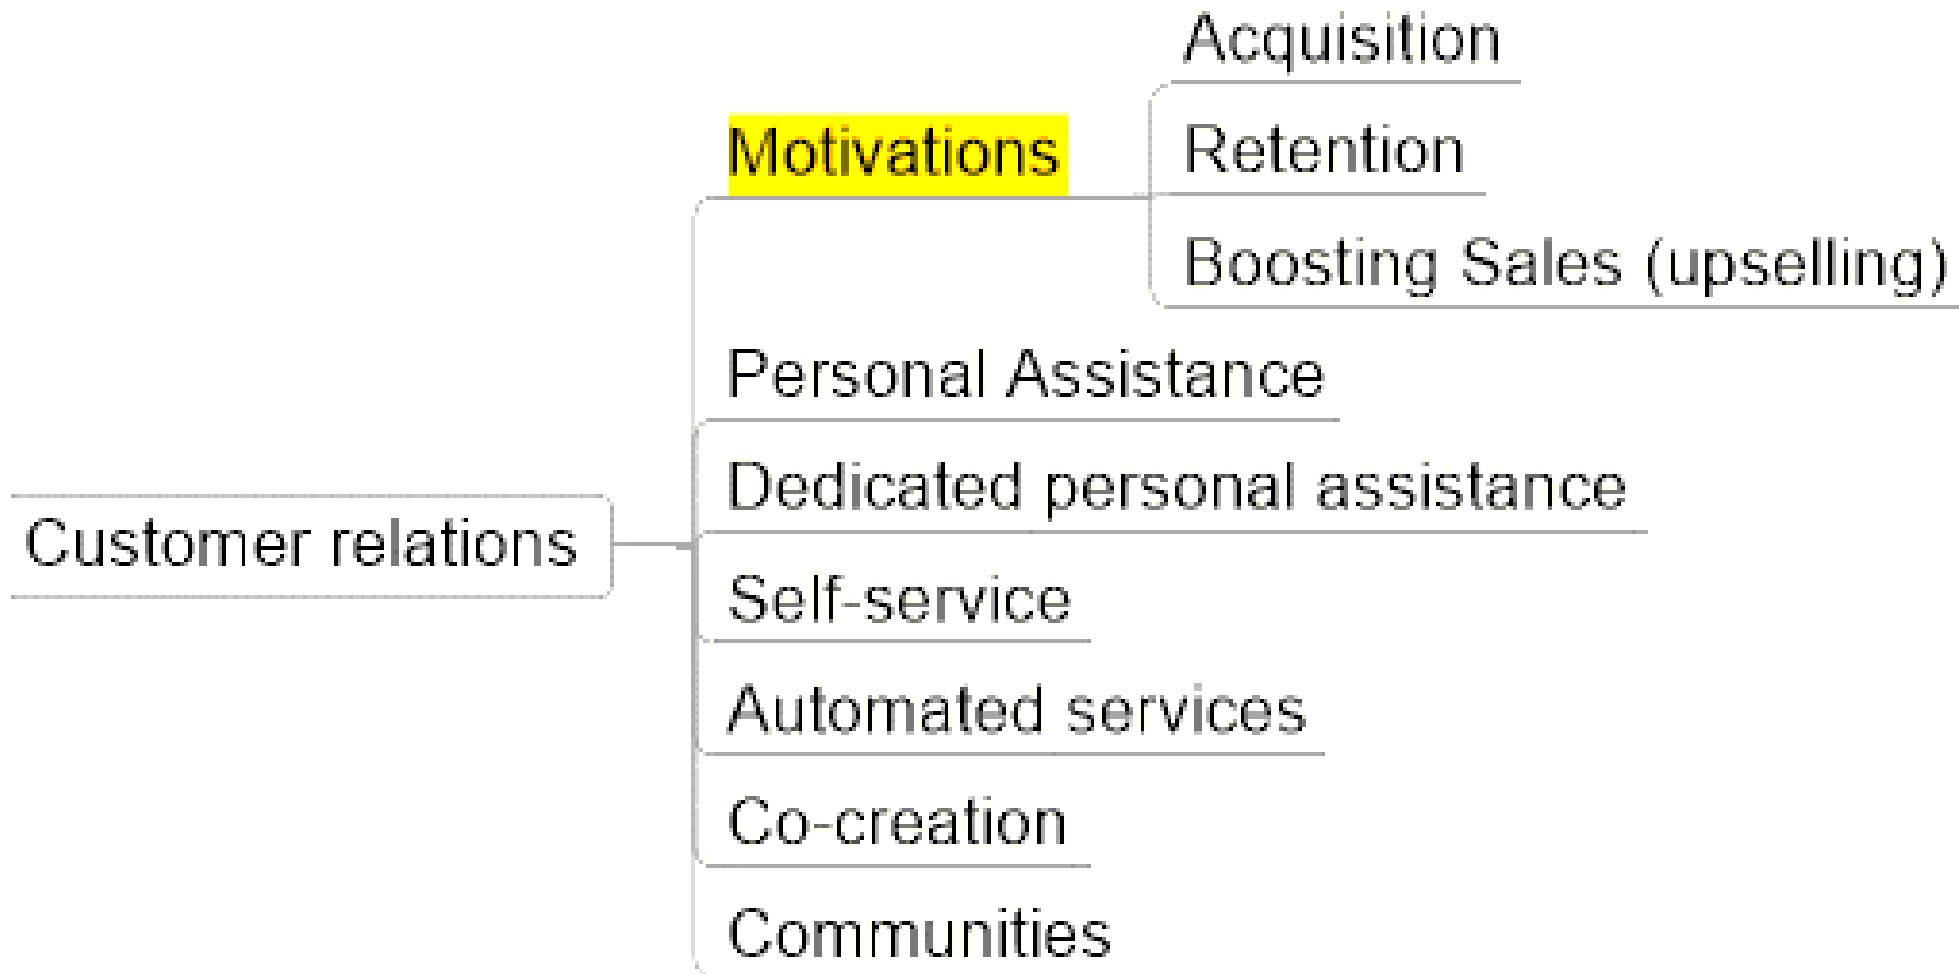 Acquisition
Motivations
Retention
Boosting Sales (upselling)
Personal Assistance
Dedicated personal assistance
Customer relations
Self-service
Automated services
Co-creation
Communities